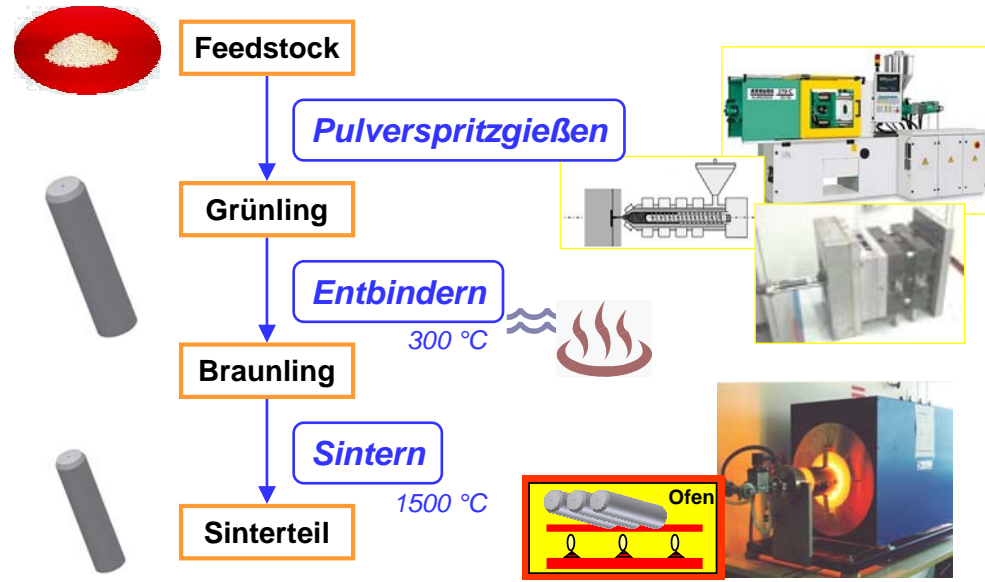 Feedstock
Pulverspritzgießen
Grünling
Entbindern
300 °C
Braunling
Sintern
1500 °C
Ofen
Sinterteil